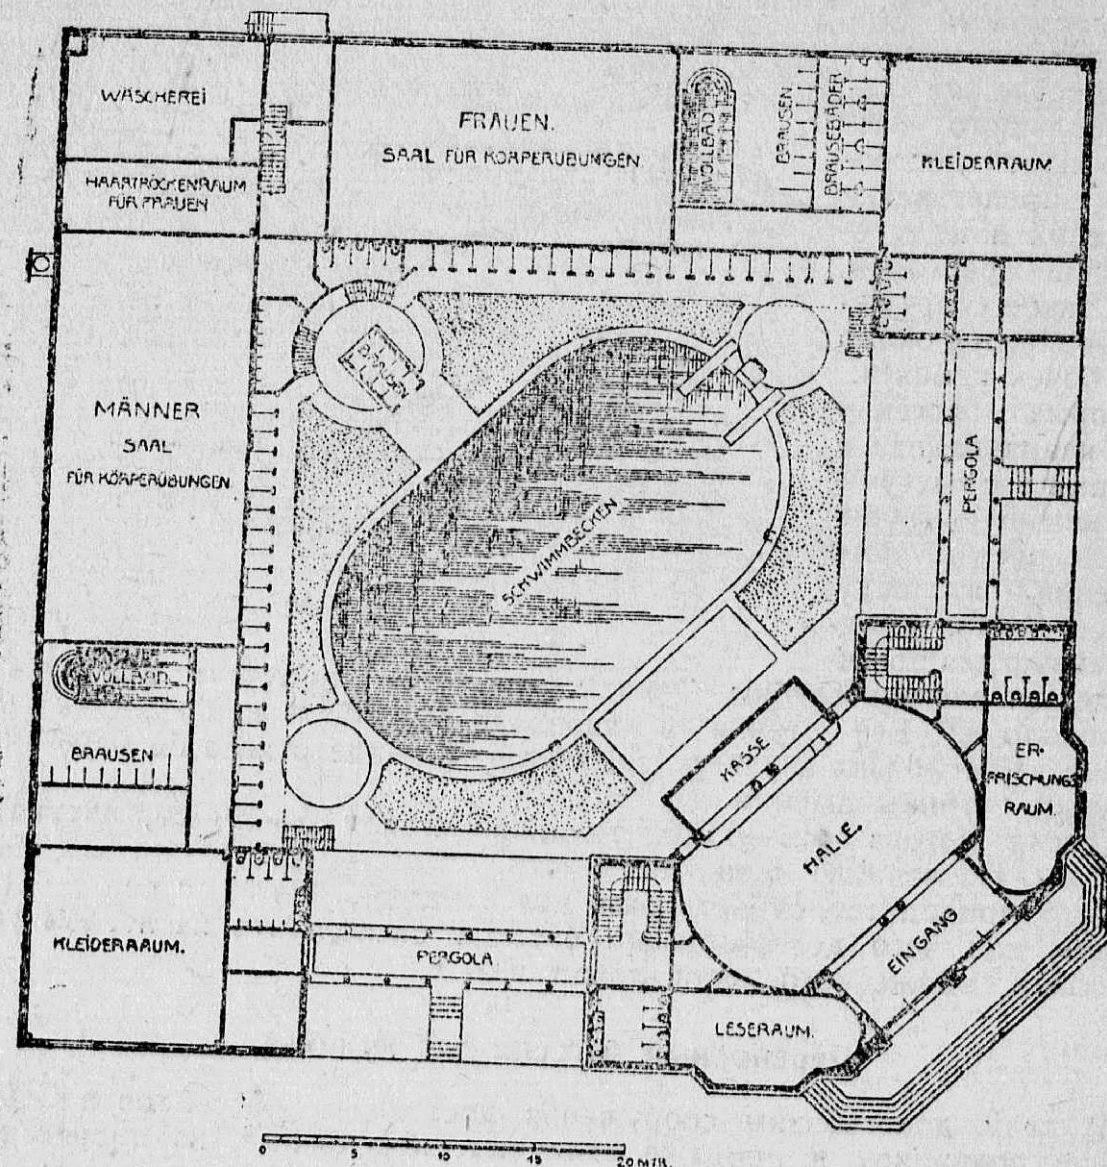 WÄSCHEREI
HAARTROCKENRAUM
FÜR FRAUEN
FRAUEN.
SAAL FÜR KÖRPERÜBUNGEN
VOLLBAD
BRAUSEN
BRAUSEBÄDER
KLEIDERRAUM
MÄNNER
SAAL
FÜR KÖRPERÜBUNGEN
BRAUSEN
SCHWIMMBECKEN
PERGOLA
VOLLBAD
BRAUSEN
KASSE
HALLE.
ER-
FRISCHUNGS
RAUM.
EINGANG
KLEIDERRAUM.
PERGOLA
LESERAUM.
0 5 10 15 20 MTR.